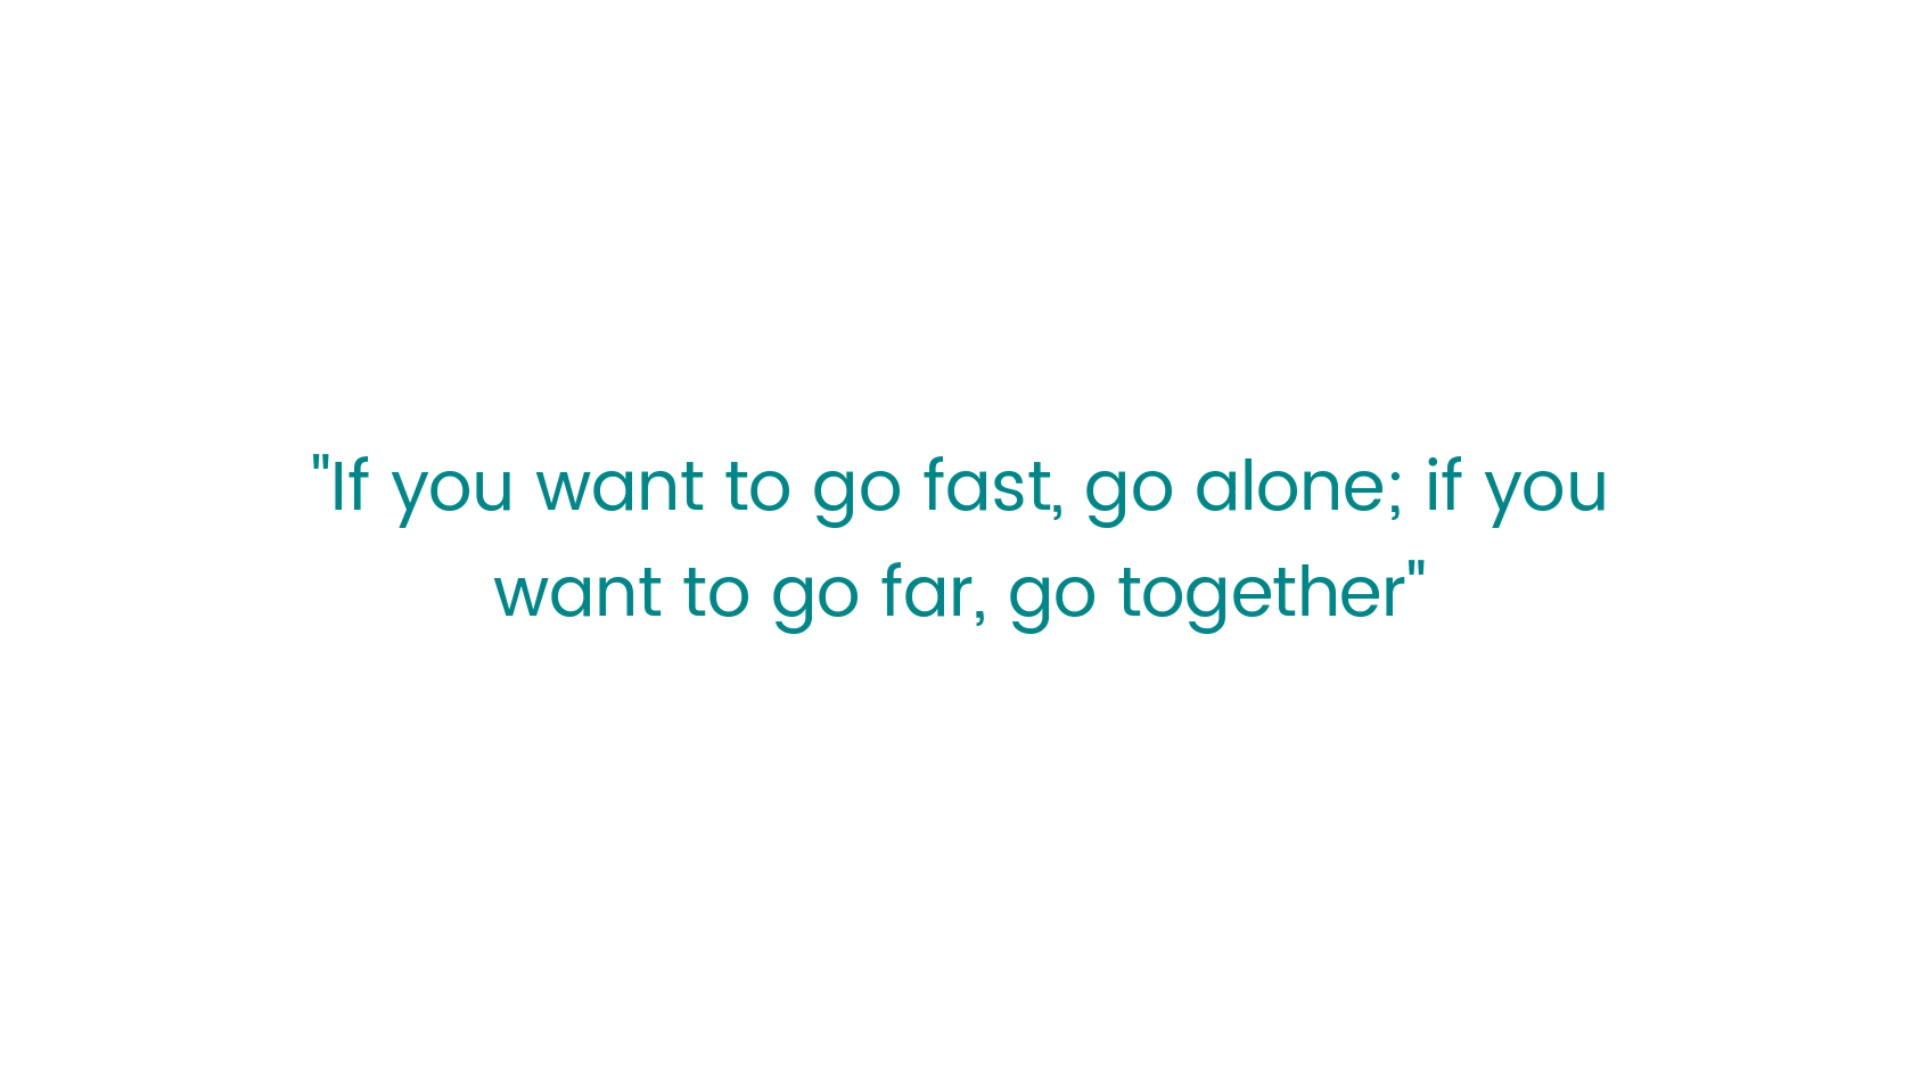 "If you want to go fast, go alone; if you
want to go far, go together"